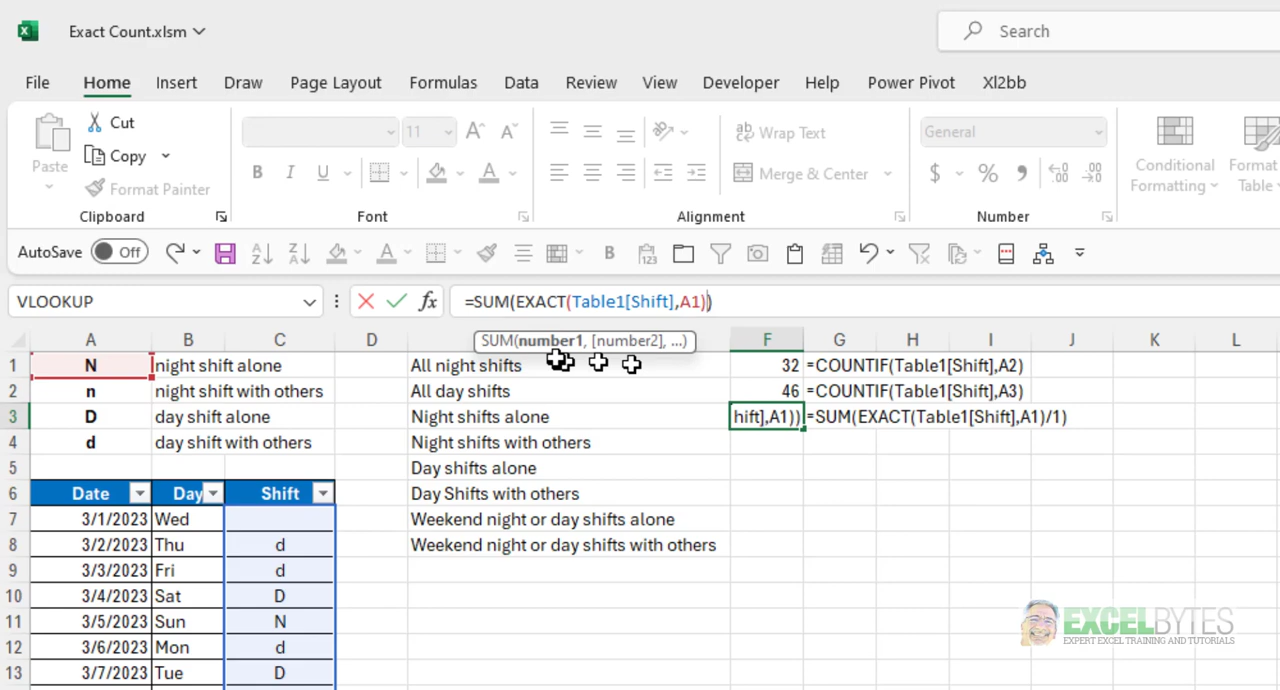 Exact Count.xlsm
Search
File Home Insert Draw Page Layout Formulas Data Review View Developer Help Power Pivot Xl2bb
Paste
Cut
Copy
Format Painter
Clipboard
11
A A
B I U A
Font
ab Wrap Text
Merge & Center
Alignment
General
$ % 9
Number
Conditional
Formatting
Format
Table
AutoSave Off
VLOOKUP
fx
=SUM(EXACT(Table1[Shift],A1))
SUM(number1, [number2], ...)
A B C D F G H I J K L
1 N night shift alone All night shifts 32 =COUNTIF(Table1[Shift],A2)
2 n night shift with others All day shifts 46 =COUNTIF(Table1[Shift],A3)
3 D day shift alone Night shifts alone hift],A1)) =SUM(EXACT(Table1[Shift],A1)/1)
4 d day shift with others Night shifts with others
5 Day shifts alone
6 Date Day Shift Day Shifts with others
7 3/1/2023 Wed Weekend night or day shifts alone
8 3/2/2023 Thu d Weekend night or day shifts with others
9 3/3/2023 Fri d
10 3/4/2023 Sat D
11 3/5/2023 Sun N
12 3/6/2023 Mon d
13 3/7/2023 Tue D
EXCELBYTES
EXPERT EXCEL TRAINING AND TUTORIALS